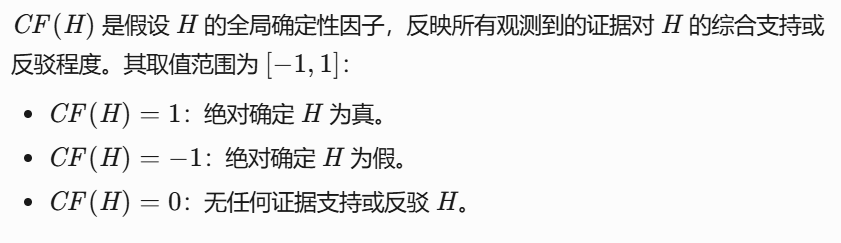 CF(H) 是假设 H 的全局确定性因子，反映所有观测到的证据对 H 的综合支持或
反驳程度。其取值范围为 [−1, 1]：
• CF(H) = 1：绝对确定 H 为真。
• CF(H) = −1：绝对确定 H 为假。
• CF(H) = 0：无任何证据支持或反驳 H。